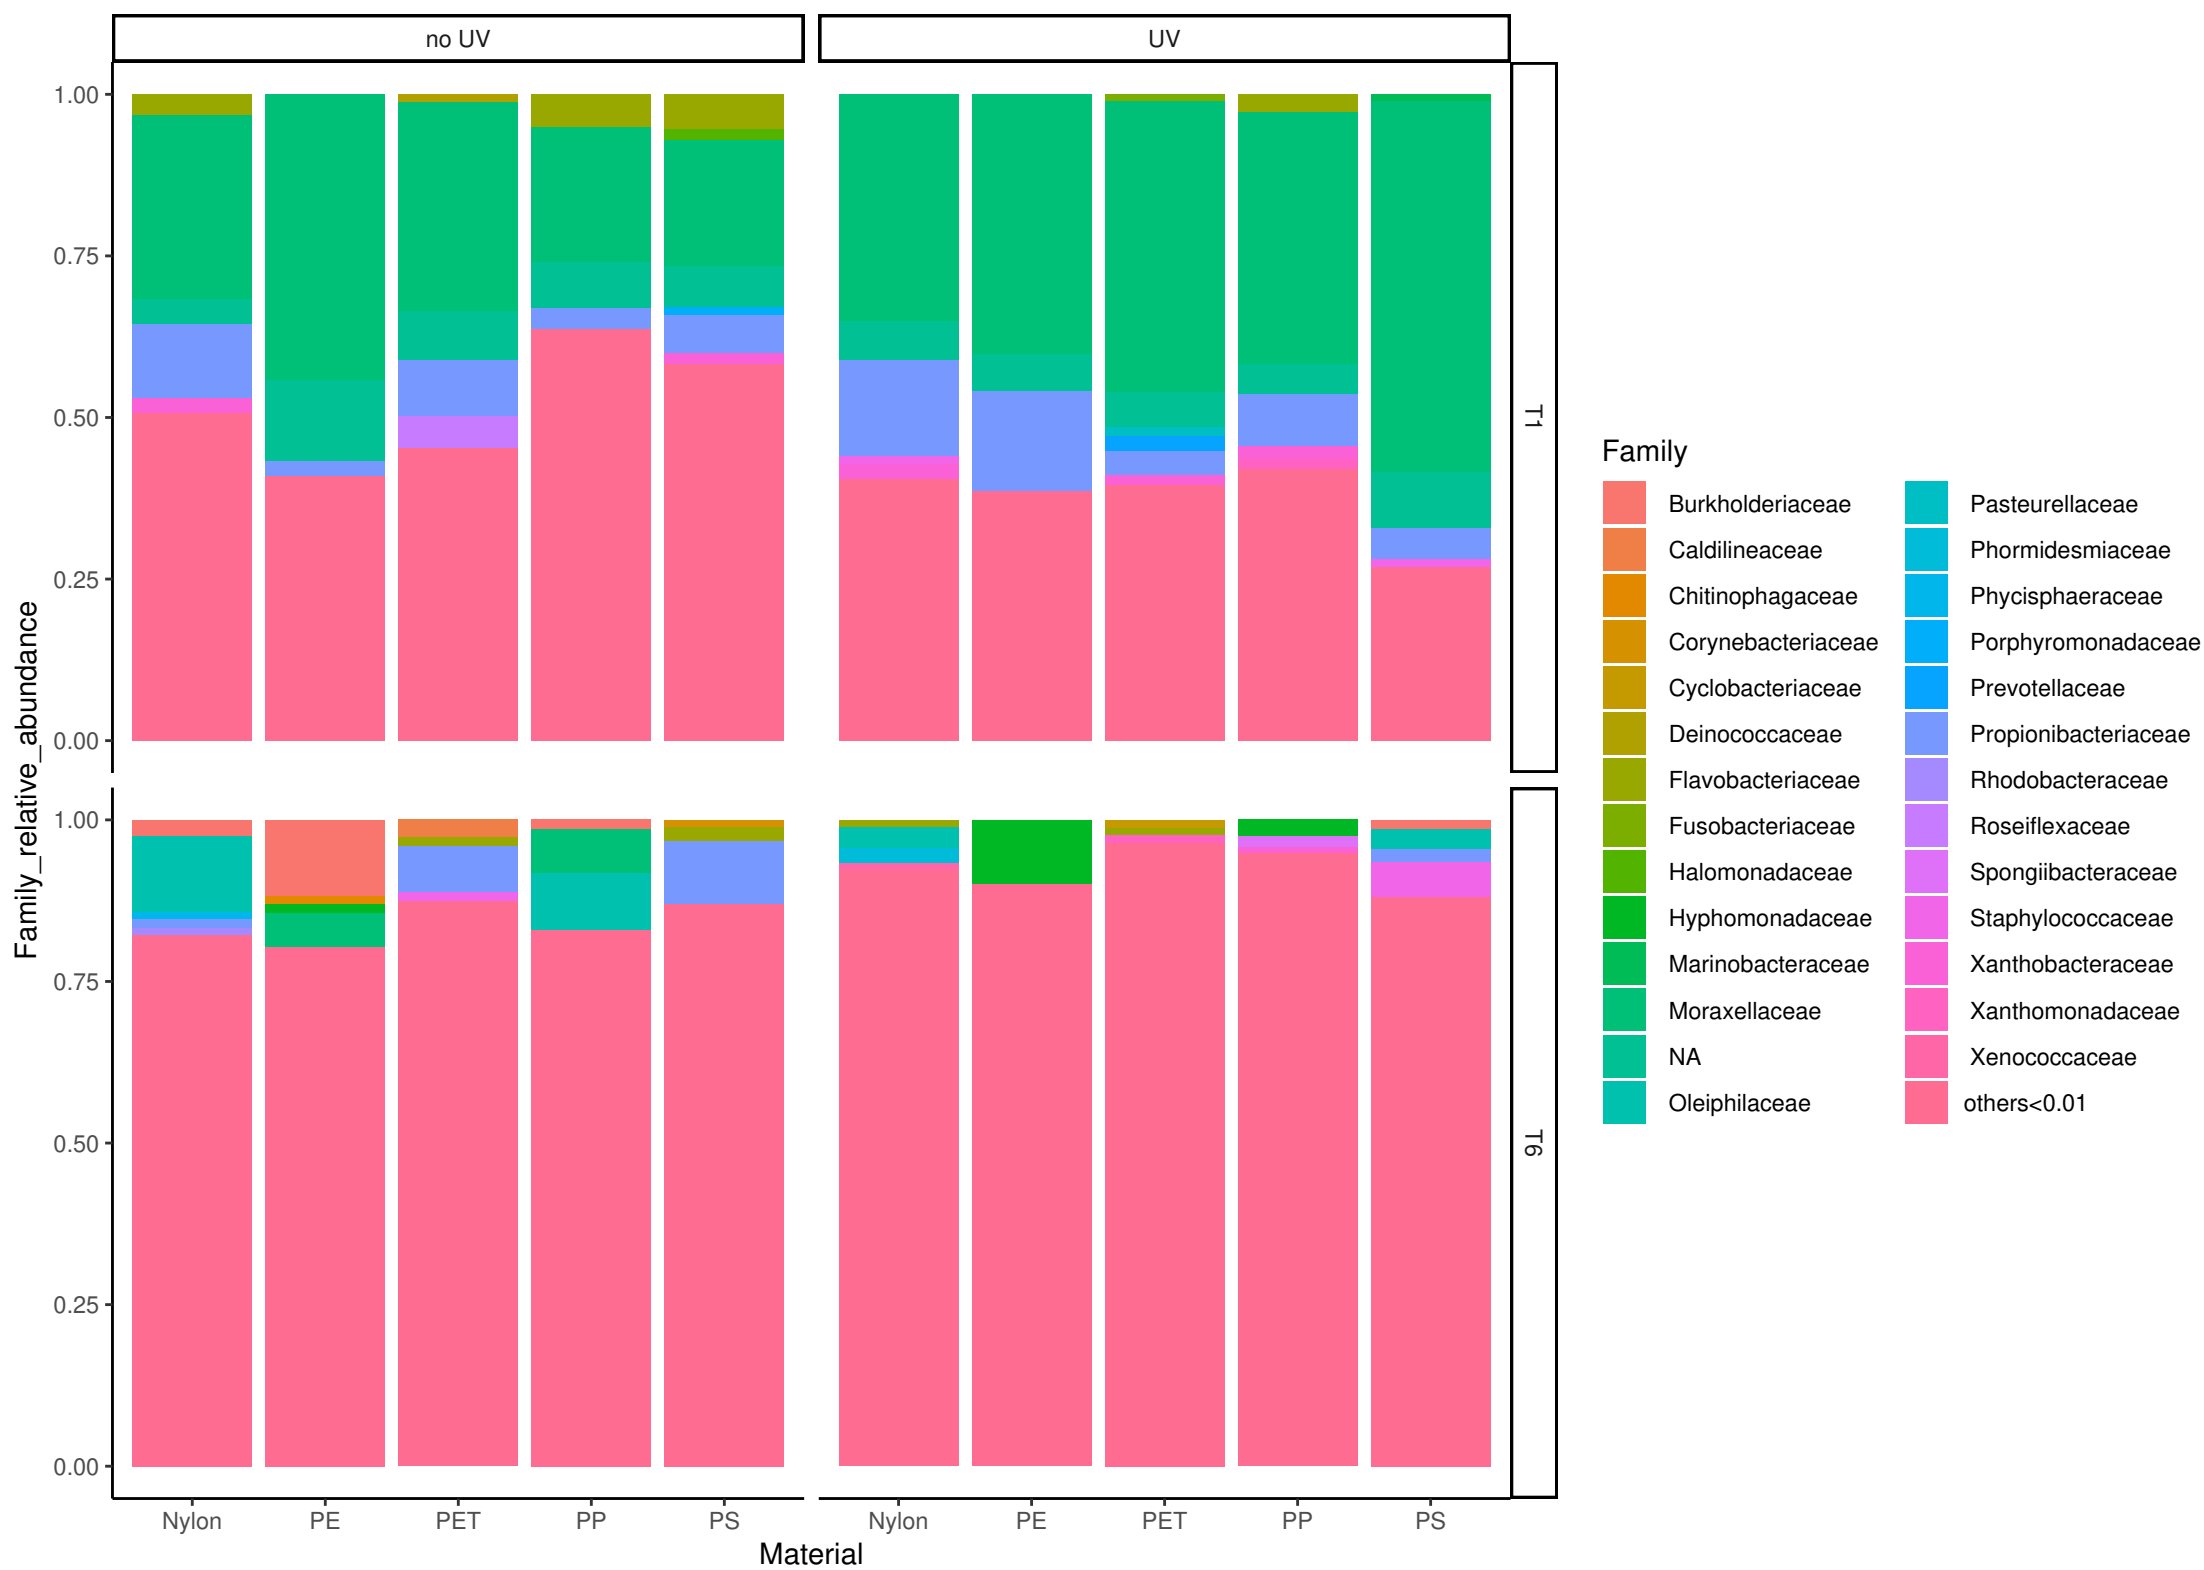 no UV
UV
1.00
0.75
0.50
0.25
0.00
T1
1.00
0.75
0.50
0.25
0.00
T6
Family_relative_abundance
Nylon PE PET PP PS
Nylon PE PET PP PS
Material
Family
Burkholderiaceae
Caldilineaceae
Chitinophagaceae
Corynebacteriaceae
Cyclobacteriaceae
Deinococcaceae
Flavobacteriaceae
Fusobacteriaceae
Halomonadaceae
Hyphomonadaceae
Marinobacteraceae
Moraxellaceae
NA
Oleiphilaceae
Pasteurellaceae
Phormidesmiaceae
Phycisphaeraceae
Porphyromonadaceae
Prevotellaceae
Propionibacteriaceae
Rhodobacteraceae
Roseiflexaceae
Spongiibacteraceae
Staphylococcaceae
Xanthobacteraceae
Xanthomonadaceae
Xenococcaceae
others<0.01